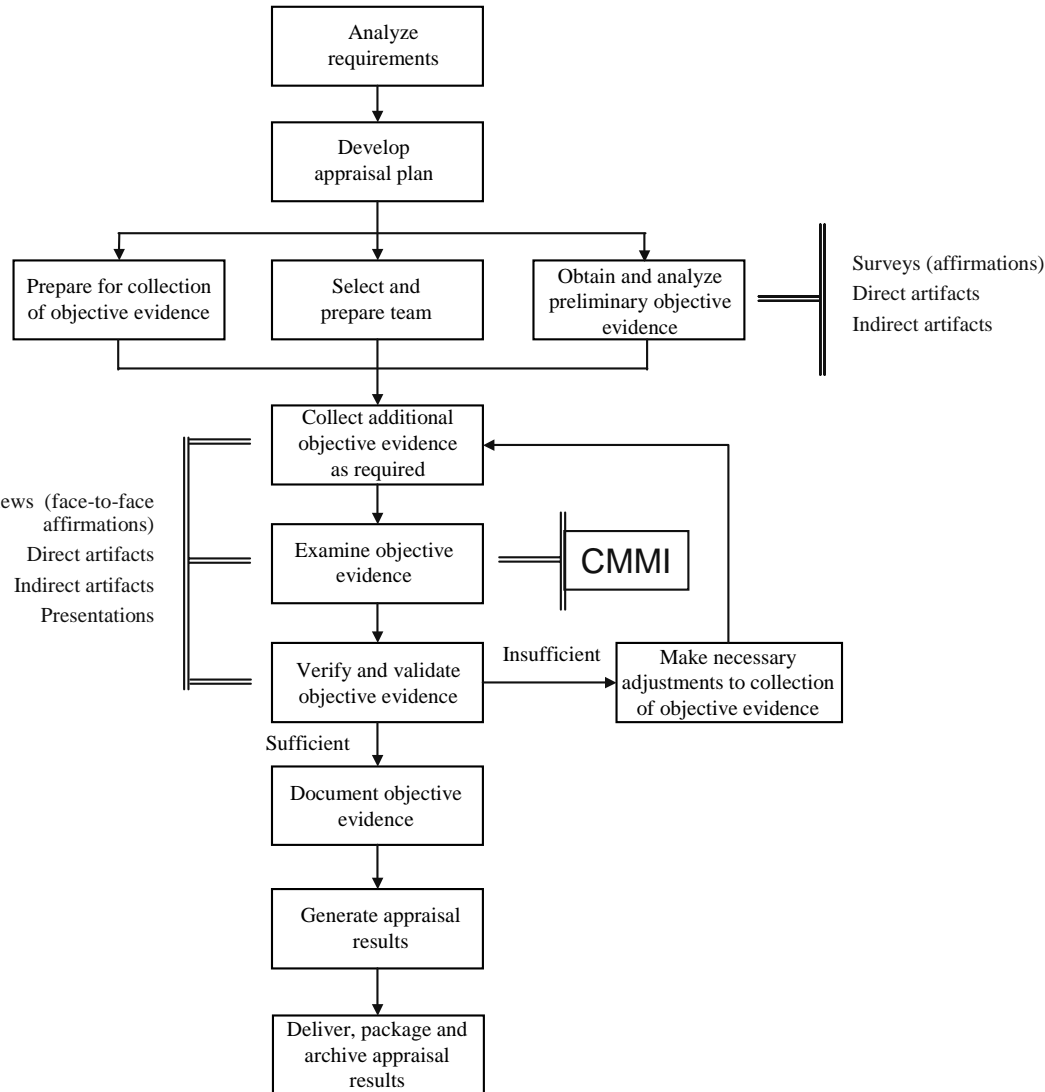 Analyze
requirements
Develop
appraisal plan
Prepare for collection
of objective evidence
Select and
prepare team
Obtain and analyze
preliminary objective
evidence
Surveys (affirmations)
Direct artifacts
Indirect artifacts
Collect additional
objective evidence
as required
(face-to-face
affirmations)
Direct artifacts
Indirect artifacts
Presentations
Examine objective
evidence
CMMI
Verify and validate
objective evidence
Insufficient
Make necessary
adjustments to collection
of objective evidence
Sufficient
Document objective
evidence
Generate appraisal
results
Deliver, package and
archive appraisal
results